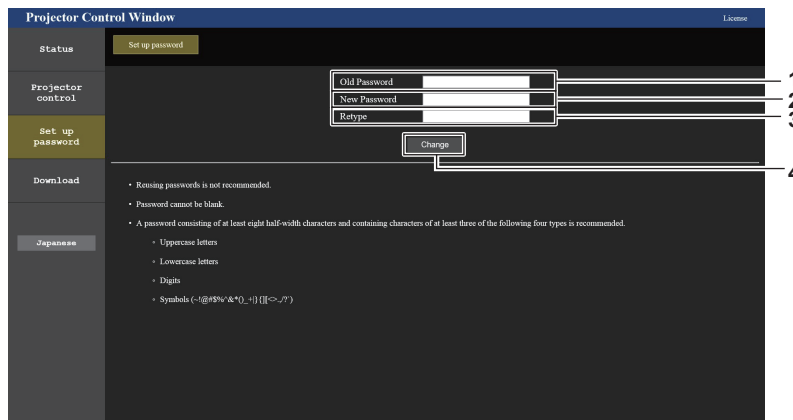 Projector Control Window
License
Status
Set up password
Projector
control
Old Password
1
New Password
2
Retype
3
Set up
password
Change
4
Download
• Reusing passwords is not recommended.
• Password cannot be blank.
• A password consisting of at least eight half-width characters and containing characters of at least three of the following four types is recommended.
Japanese
Uppercase letters
Lowercase letters
Digits
Symbols (~!@#$%^&*()_+|}{][<>.,/?`)